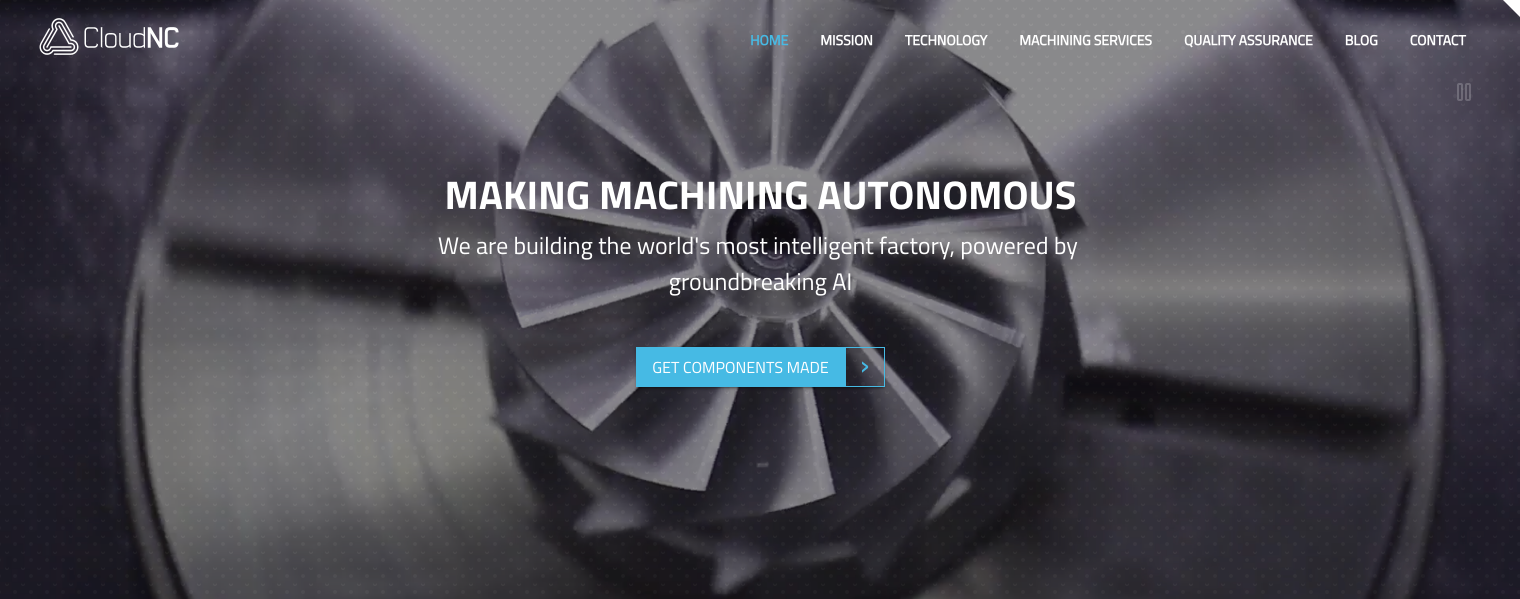 CloudNC
HOME MISSION TECHNOLOGY MACHINING SERVICES QUALITY ASSURANCE BLOG CONTACT
MAKING MACHINING AUTONOMOUS
We are building the world's most intelligent factory, powered by
groundbreaking AI
GET COMPONENTS MADE